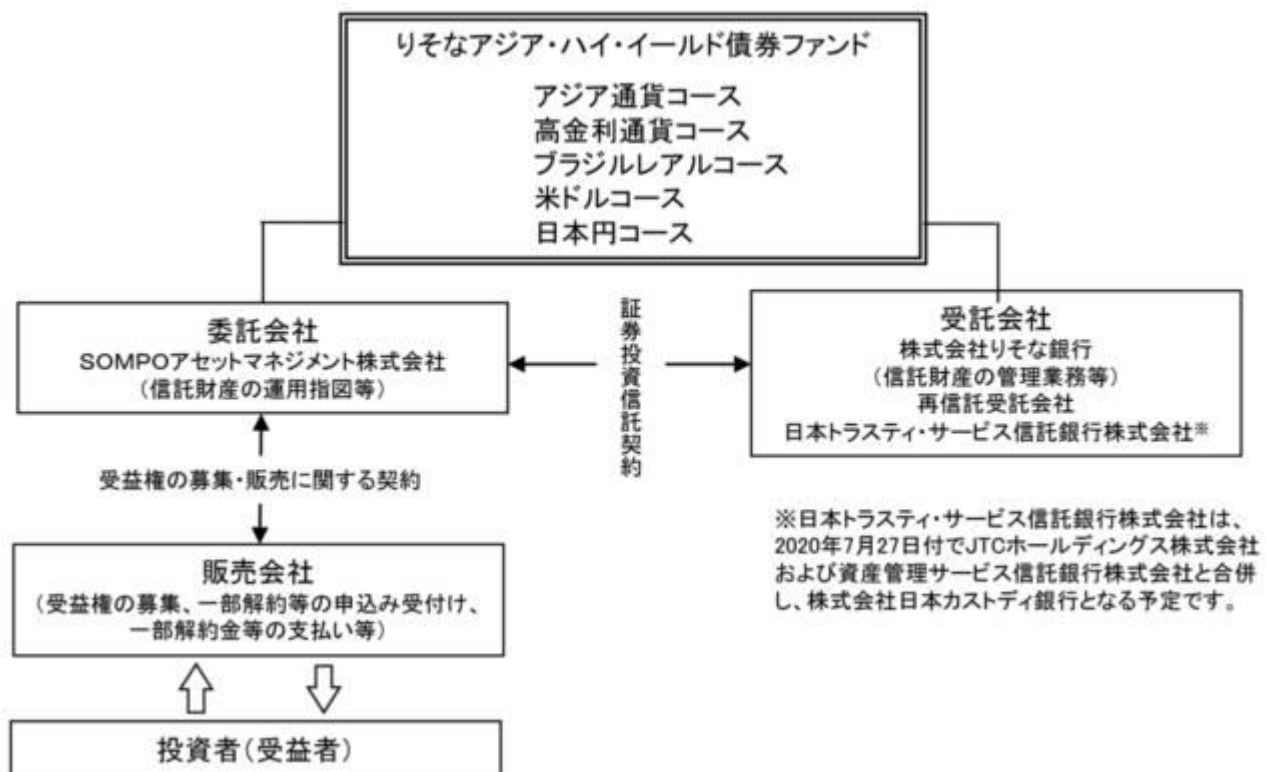 りそなアジア・ハイ・イールド債券ファンド
アジア通貨コース
高金利通貨コース
ブラジルレアルコース
米ドルコース
日本円コース
委託会社
SOMPOアセットマネジメント株式会社
(信託財産の運用指図等)
証券投資信託契約
受託会社
株式会社りそな銀行
(信託財産の管理業務等)
再信託受託会社
日本トラスティ・サービス信託銀行株式会社※
受益権の募集・販売に関する契約
※日本トラスティ・サービス信託銀行株式会社は、
2020年7月27日付でJTCホールディングス株式会社
および資産管理サービス信託銀行株式会社と合併
し、株式会社日本カストディ銀行となる予定です。
販売会社
(受益権の募集、一部解約等の申込み受付け、
一部解約金等の支払い等)
投資者(受益者)